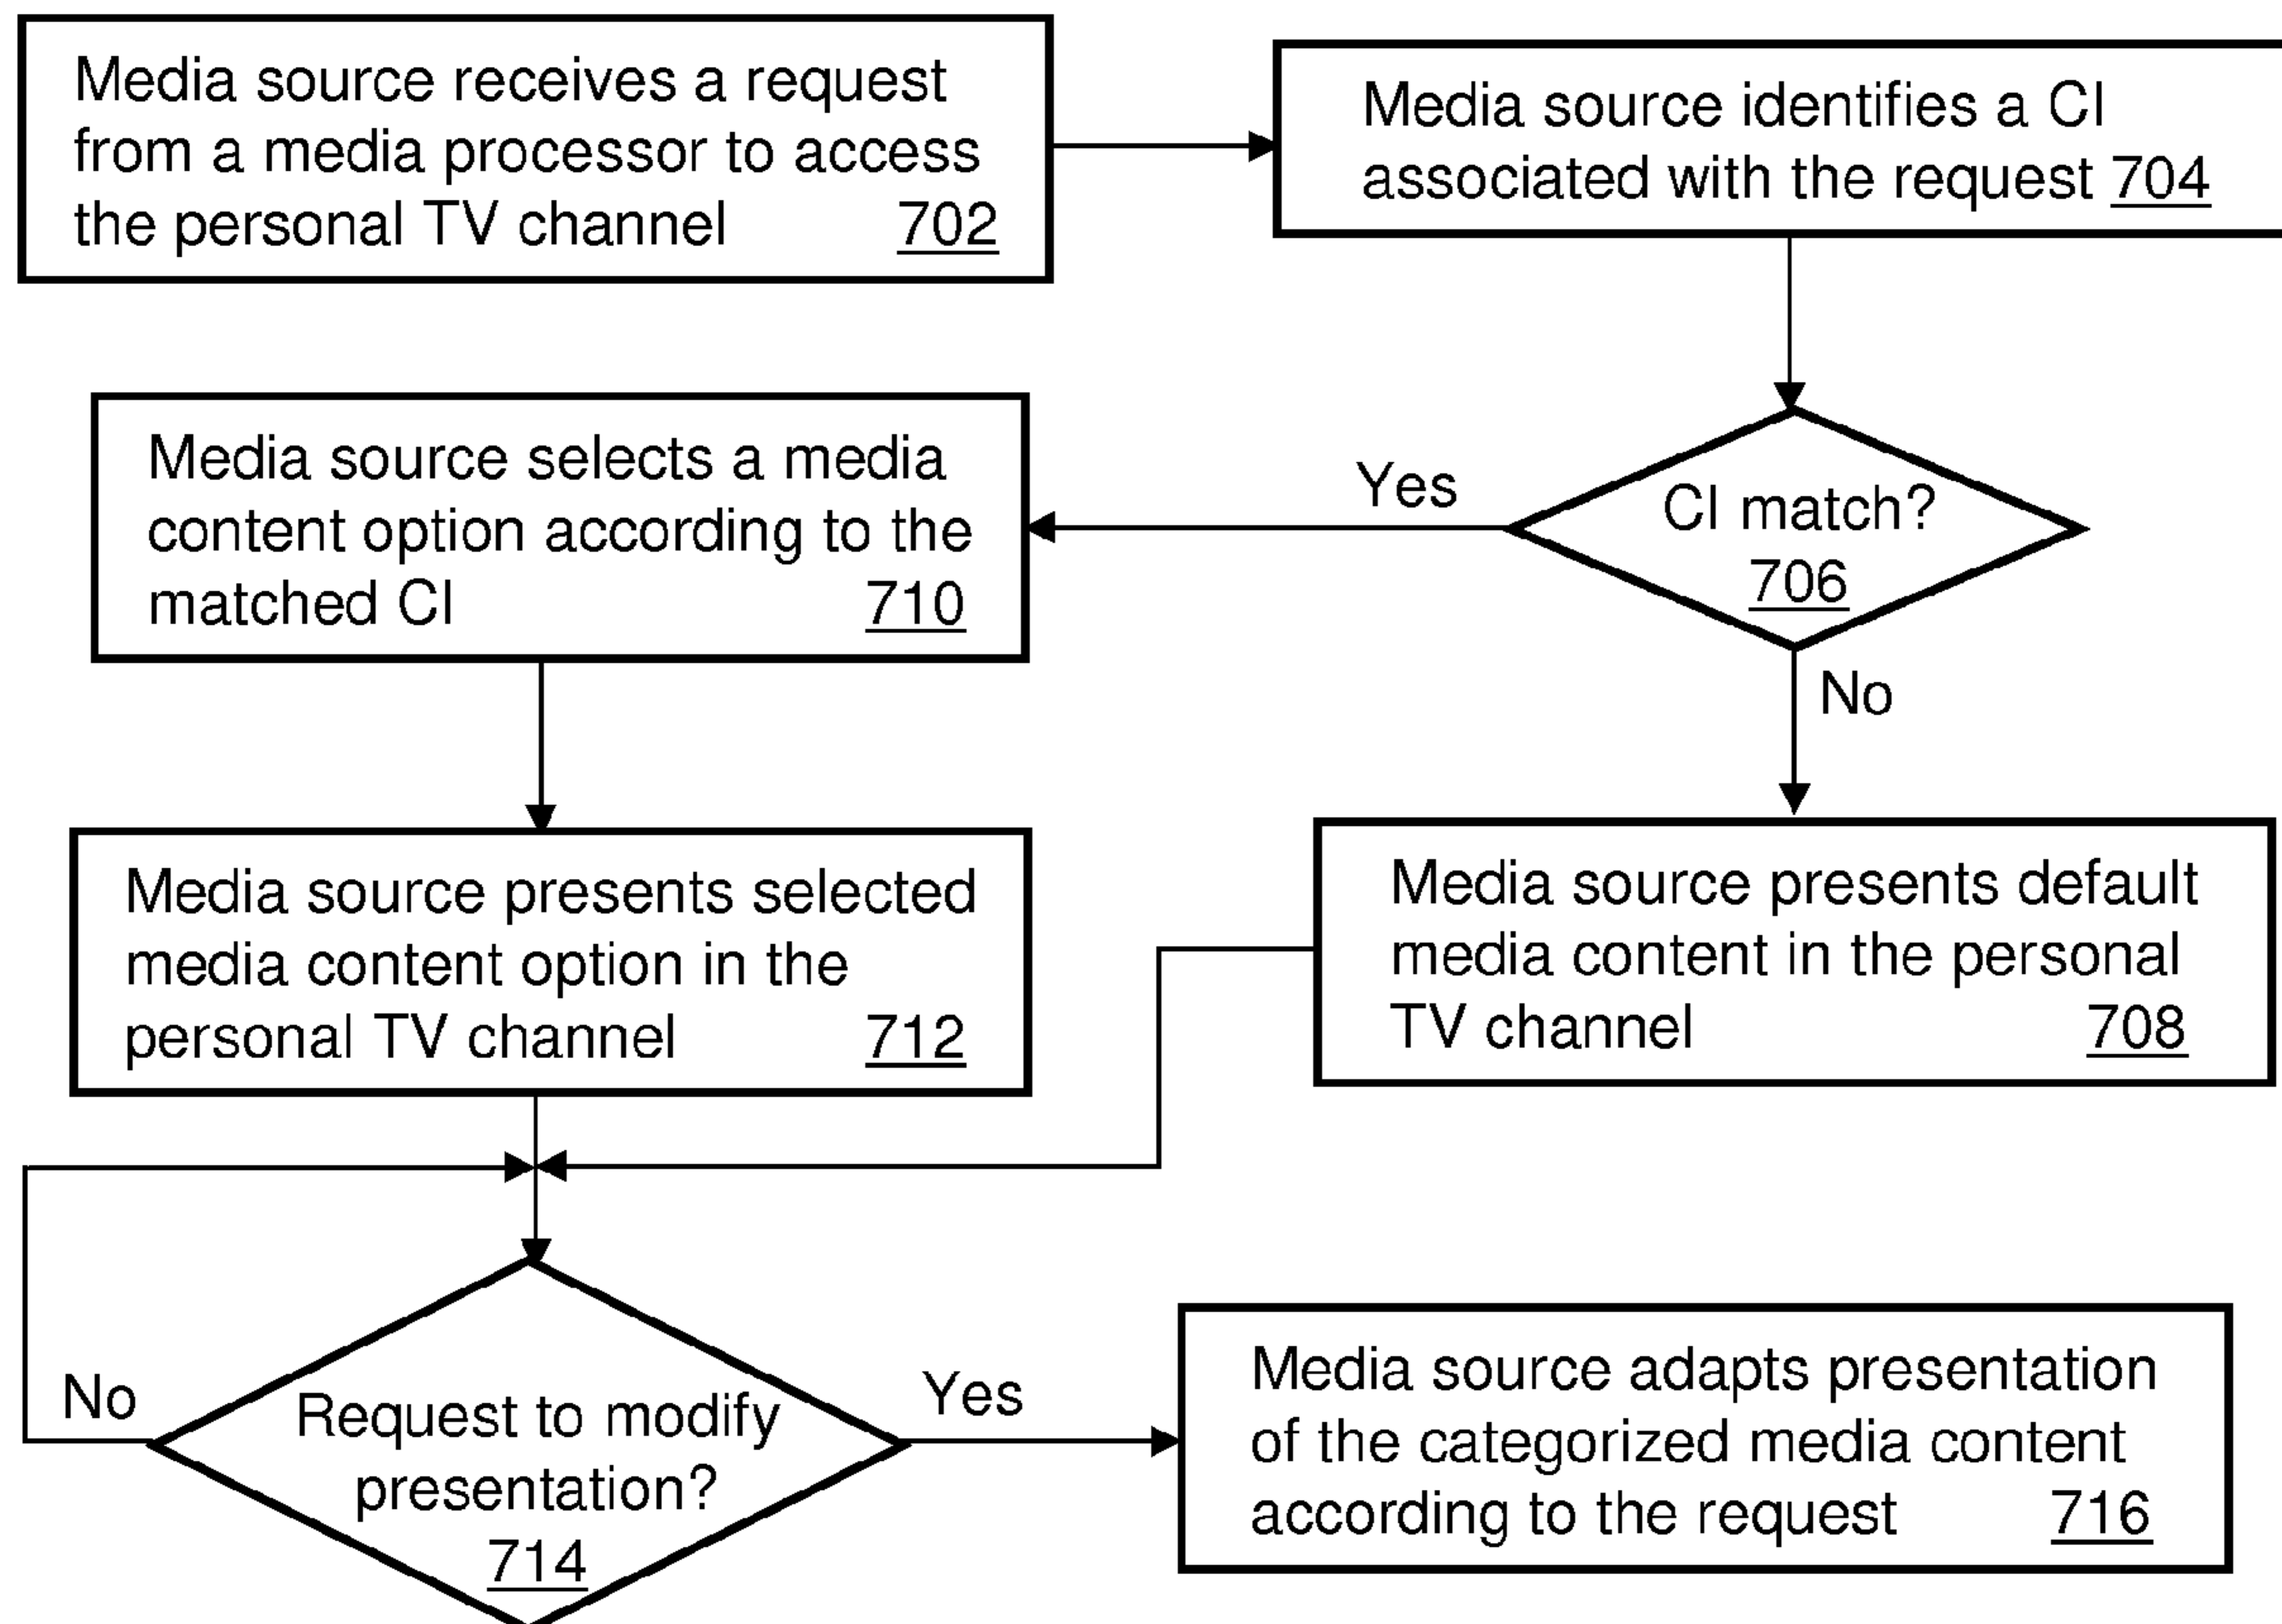 Media source receives a request
from a media processor to access
the personal TV channel 702
Media source identifies a CI
associated with the request 704
CI match?
706
Yes
No
Media source selects a media
content option according to the
matched CI 710
Media source presents default
media content in the personal
TV channel 708
Media source presents selected
media content option in the
personal TV channel 712
Request to modify
presentation?
714
No
Yes
Media source adapts presentation
of the categorized media content
according to the request 716